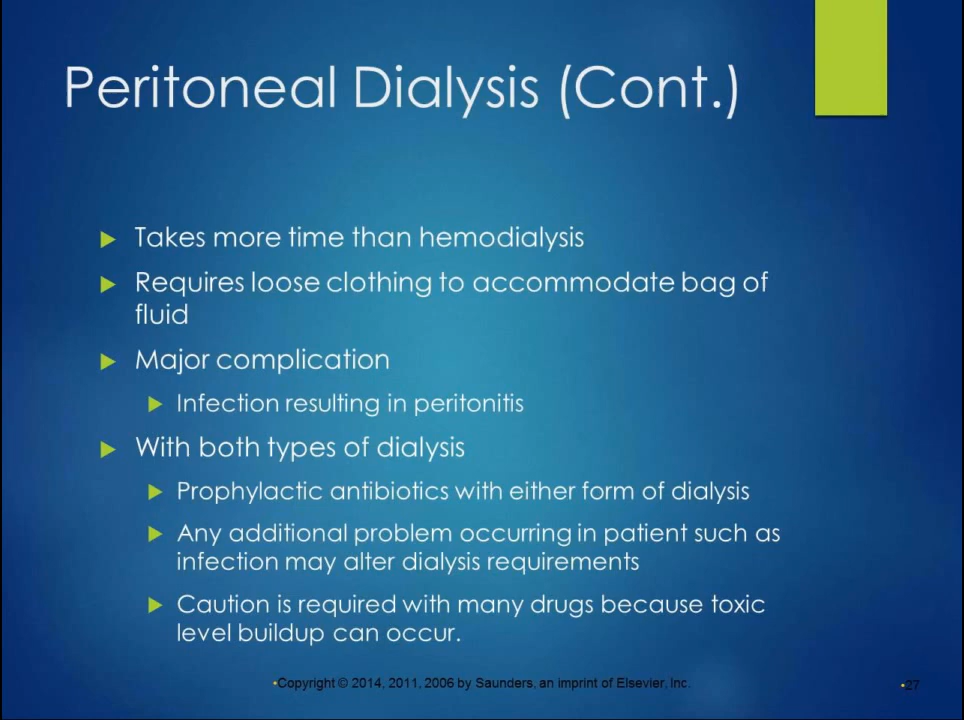 Peritoneal Dialysis (Cont.)
Takes more time than hemodialysis
Requires loose clothing to accommodate bag of
fluid
Major complication
Infection resulting in peritonitis
With both types of dialysis
Prophylactic antibiotics with either form of dialysis
Any additional problem occurring in patient such as
infection may alter dialysis requirements
Caution is required with many drugs because toxic
level buildup can occur.
•Copyright © 2014, 2011, 2006 by Saunders, an imprint of Elsevier, Inc.
•27